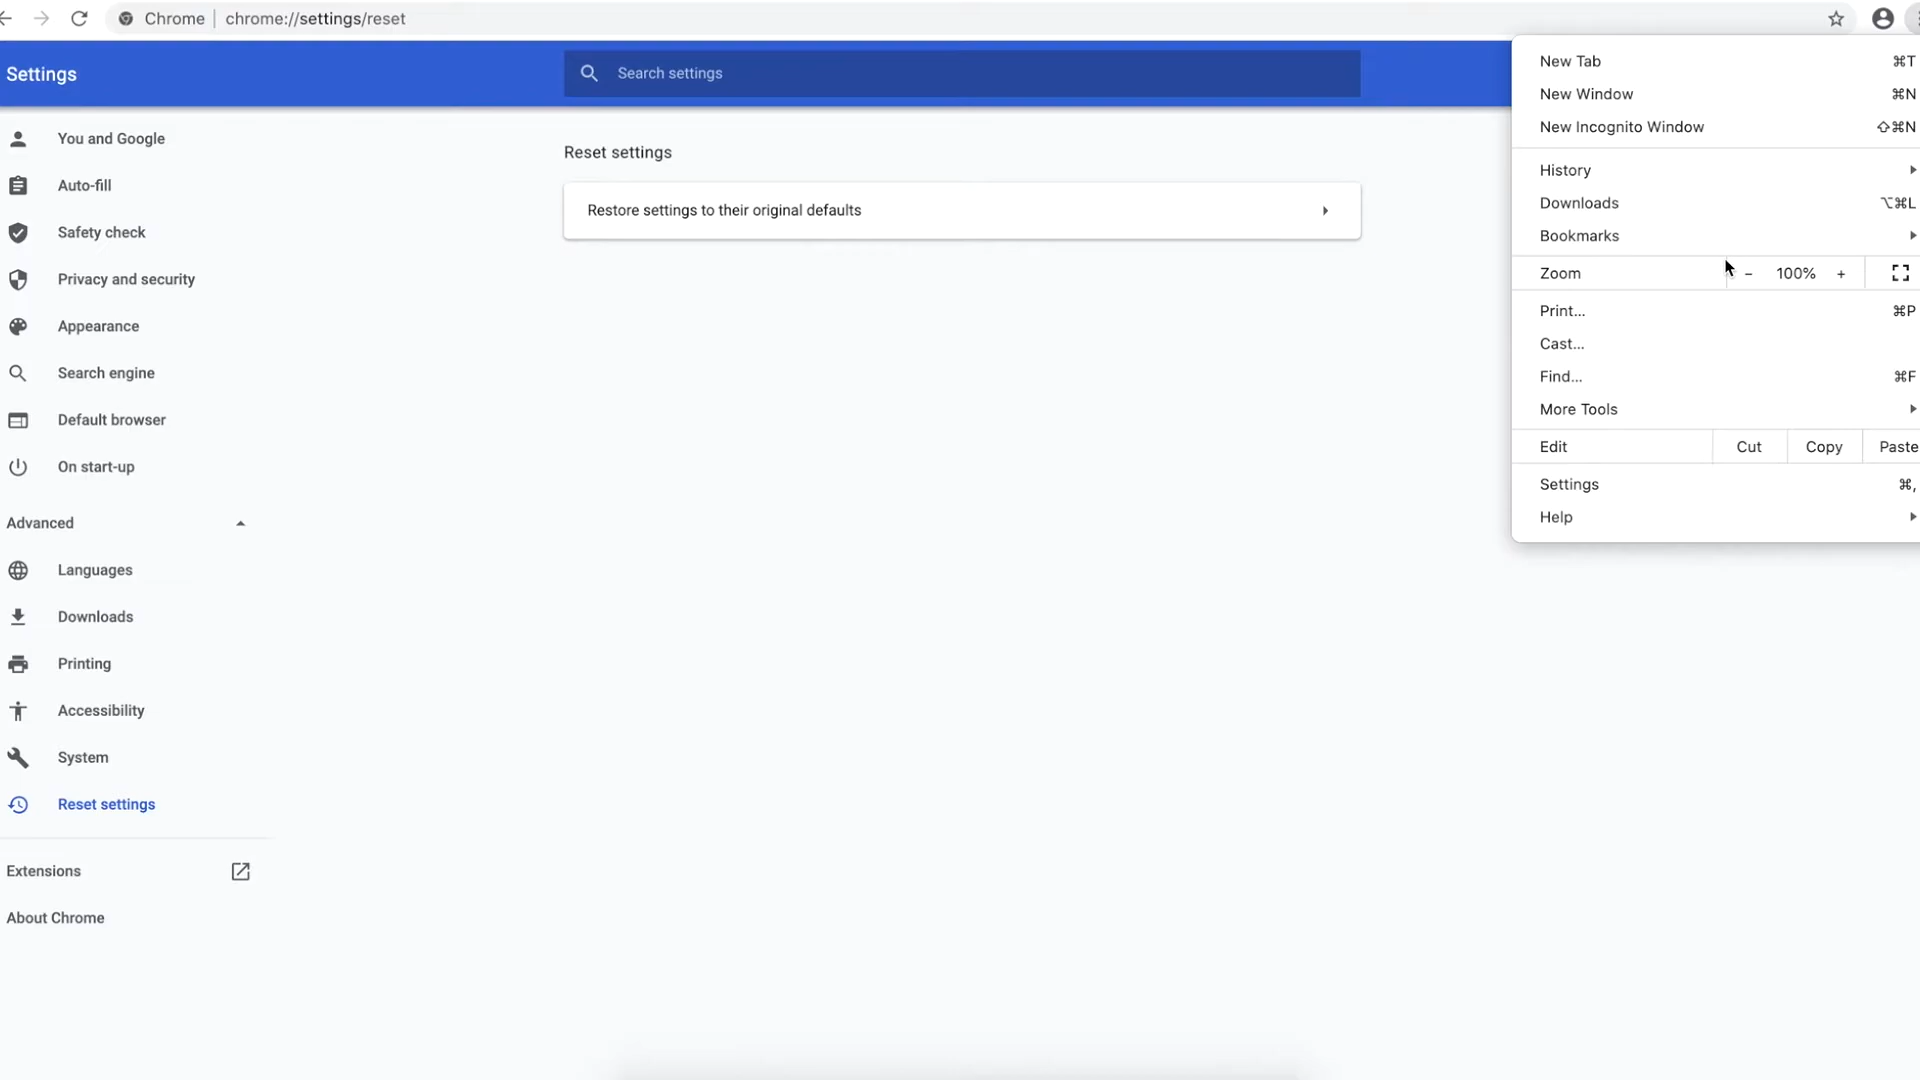 Chrome | chrome://settings/reset
Settings
Search settings
You and Google
Auto-fill
Safety check
Privacy and security
Appearance
Search engine
Default browser
On start-up
Advanced
Languages
Downloads
Printing
Accessibility
System
Reset settings
Extensions
About Chrome
Reset settings
Restore settings to their original defaults
New Tab ⌘T
New Window ⌘N
New Incognito Window ⇧⌘N
History
Downloads ⌥⌘L
Bookmarks
Zoom - 100% +
Print... ⌘P
Cast...
Find... ⌘F
More Tools
Edit Cut Copy Paste
Settings ⌘,
Help